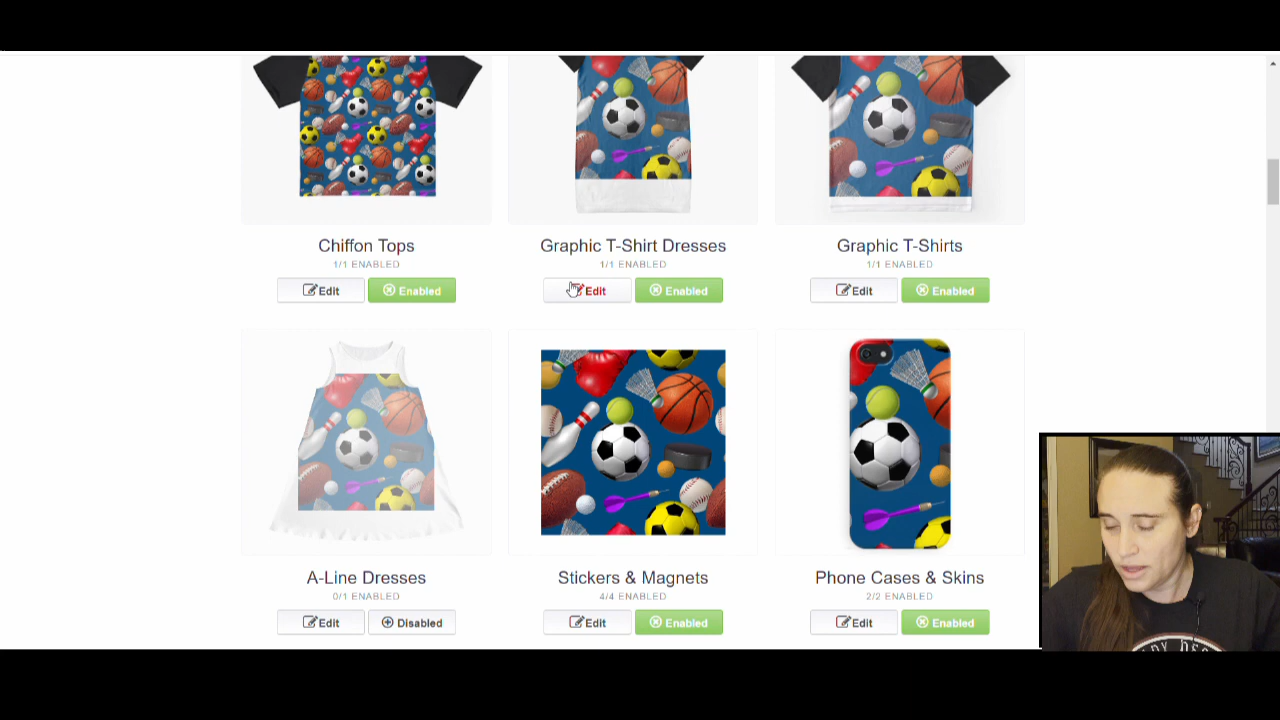 Chiffon Tops
1/1 ENABLED
Edit
Enabled
Graphic T-Shirt Dresses
1/1 ENABLED
Edit
Enabled
Graphic T-Shirts
1/1 ENABLED
Edit
Enabled
A-Line Dresses
0/1 ENABLED
Edit
Disabled
Stickers & Magnets
4/4 ENABLED
Edit
Enabled
Phone Cases & Skins
2/2 ENABLED
Edit
Enabled